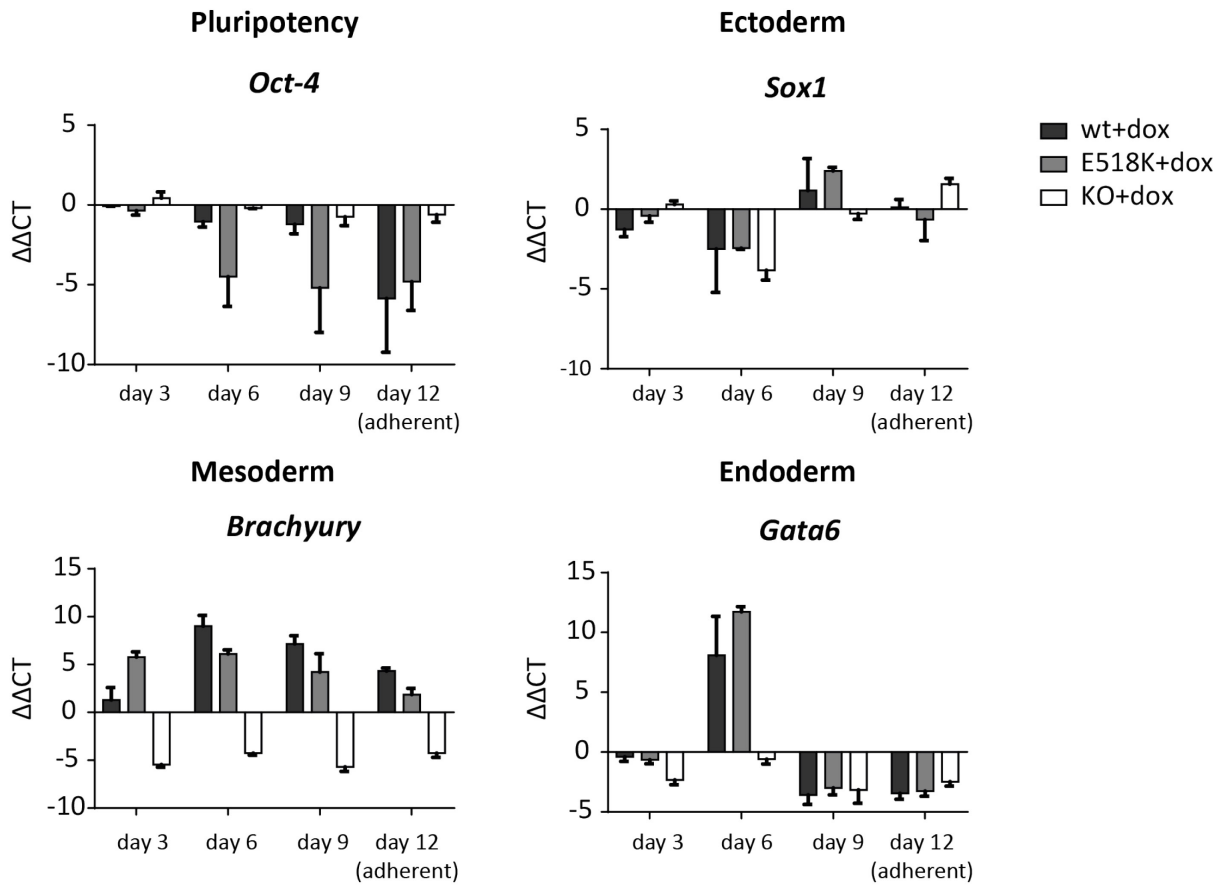 Pluripotency
Oct-4
ΔΔCT
5
0
-5
-10
day 3 day 6 day 9 day 12
(adherent)
Ectoderm
Sox1
ΔΔCT
5
0
-5
-10
day 3 day 6 day 9 day 12
(adherent)
wt+dox
E518K+dox
KO+dox
Mesoderm
Brachyury
ΔΔCT
15
10
5
0
-5
-10
day 3 day 6 day 9 day 12
(adherent)
Endoderm
Gata6
ΔΔCT
15
10
5
0
-5
day 3 day 6 day 9 day 12
(adherent)